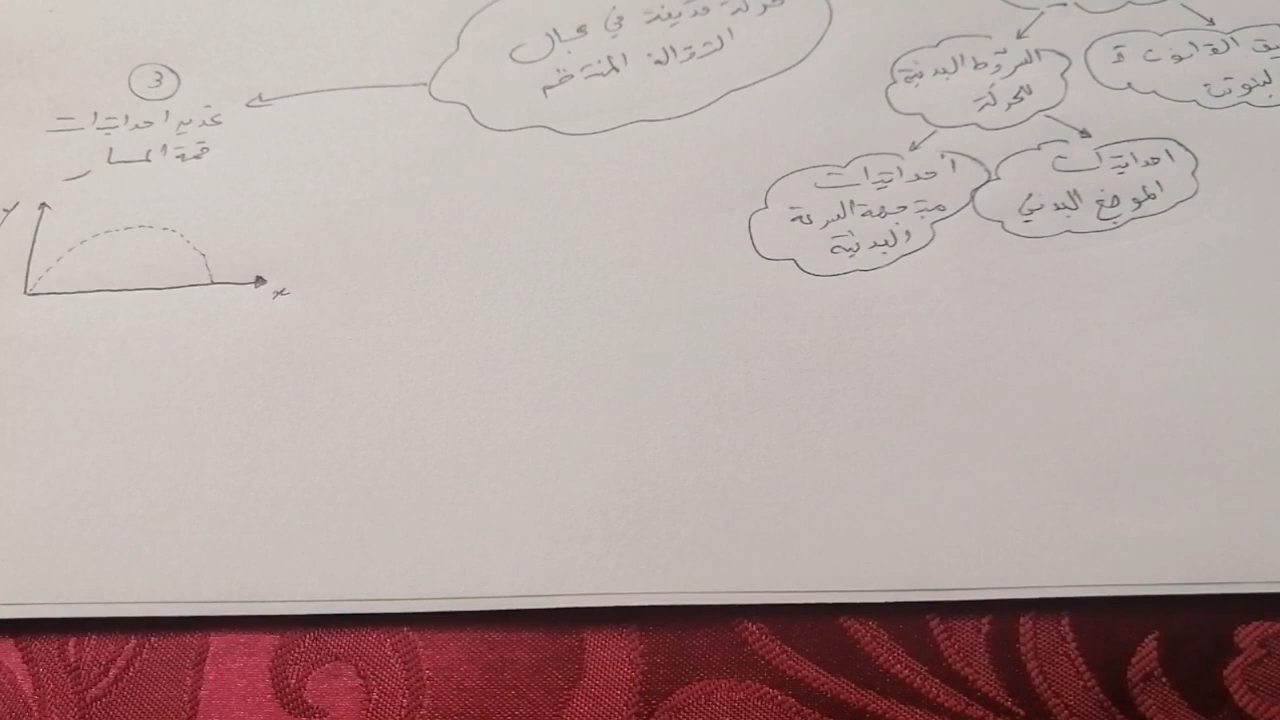 حركة قذيفة في مجال
الثقالة المنتظم
القانون
لنيوتن
الشروط البدئية
للحركة
احداثيات
الموضع البدئي
أحداثيات
متجهة السرعة
البدئية
3
تحديد احداثيات
قمة المسار
y
x